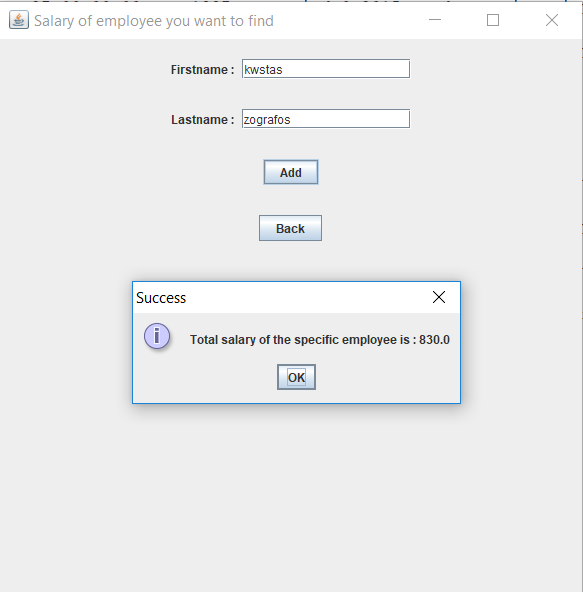 Salary of employee you want to find
Firstname : kwstas
Lastname : zografos
Add
Back
Success
Total salary of the specific employee is : 830.0
OK